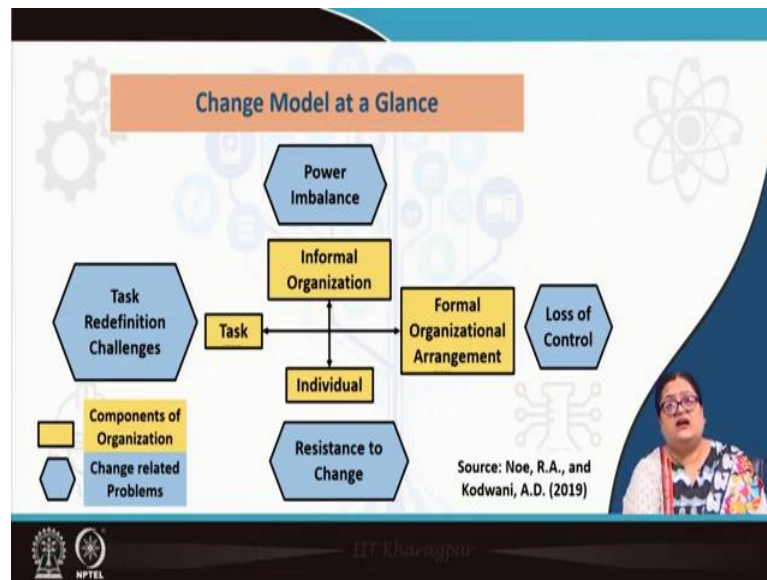 Change Model at a Glance
Power
Imbalance
Informal
Organization
Task
Redefinition
Challenges
Task
Formal
Organizational
Arrangement
Loss of
Control
Individual
Components of
Organization
Change related
Problems
Resistance to
Change
Source: Noe, R.A., and
Kodwani, A.D. (2019)
NPTEL
IIT Kharagpur